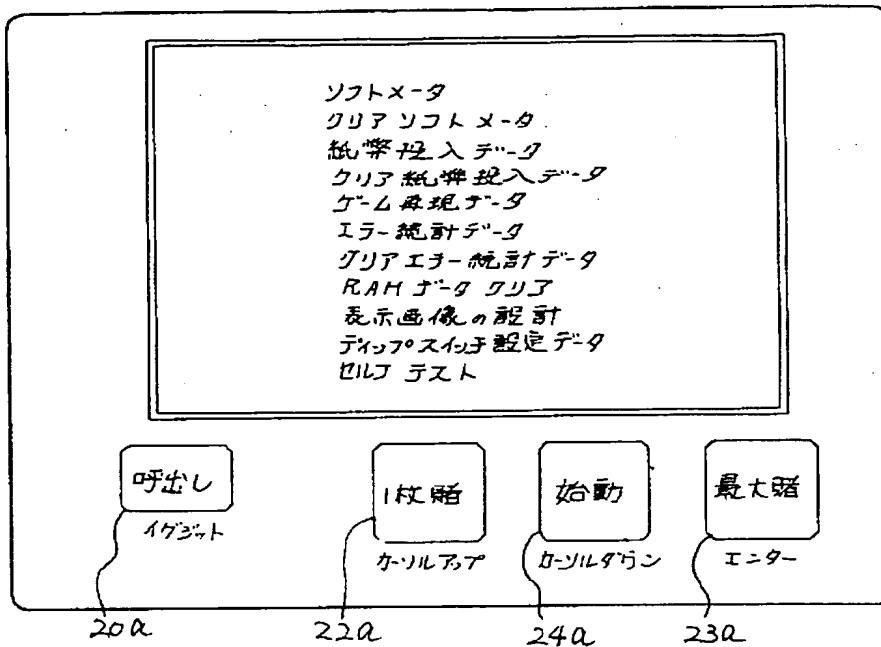 ソフトメータ
クリア ソフト メータ
紙幣投入データ
クリア 紙幣投入データ
ゲーム再現データ
エラー統計データ
クリアエラー統計データ
RAM データ クリア
表示画像の設計
ディップスイッチ設定データ
セルフ テスト
呼出し
1枚賭
始動
最大賭
イグジット
カーソルアップ
カーソルダウン
エンター
20a
22a
24a
23a